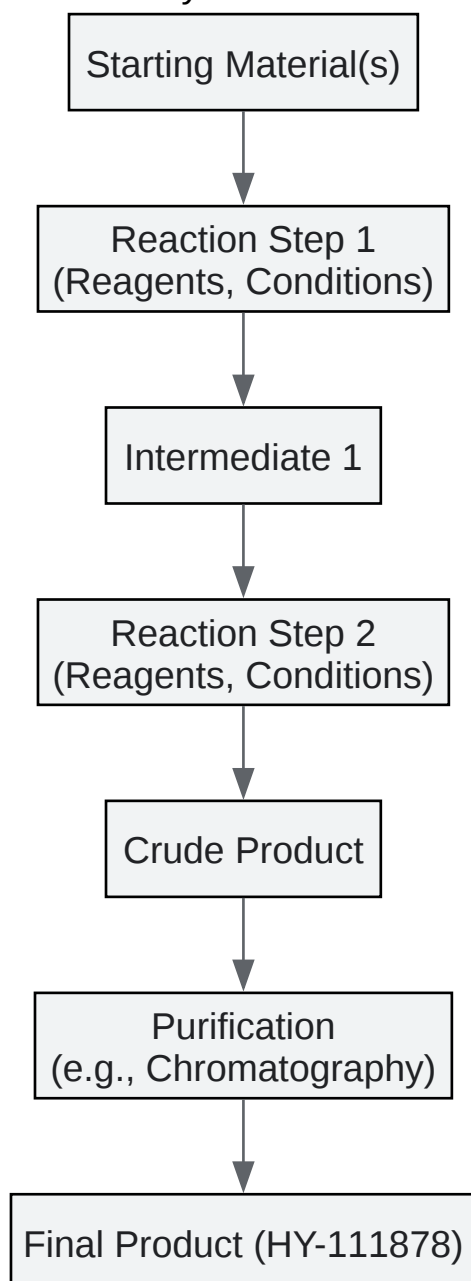 Starting Material(s)
Reaction Step 1
(Reagents, Conditions)
Intermediate 1
Reaction Step 2
(Reagents, Conditions)
Crude Product
Purification
(e.g., Chromatography)
Final Product (HY-111878)